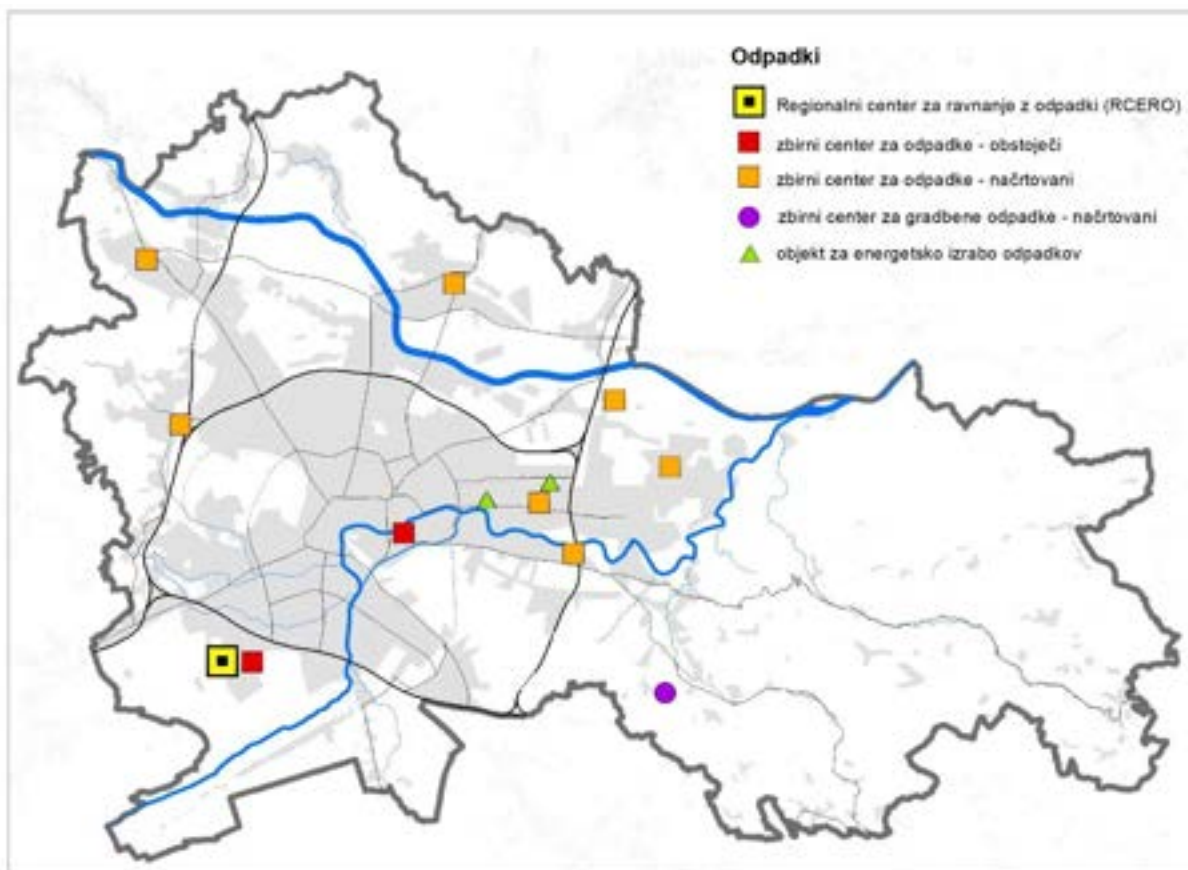 Odpadki
Regionalni center za ravnanje z odpadki (RCERO)
zbirni center za odpadke - obstoječi
zbirni center za odpadke - načrtovani
zbirni center za gradbene odpadke - načrtovani
objekt za energetsko izrabo odpadkov